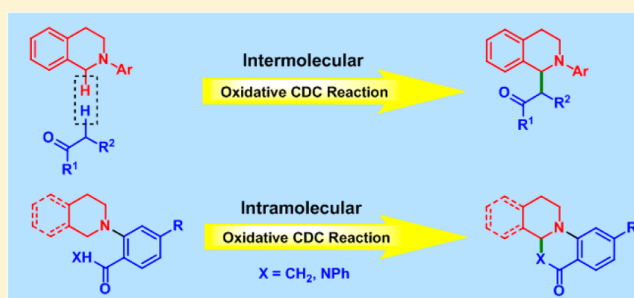 N
Ar
H
H
O
R¹
R²
Intermolecular
Oxidative CDC Reaction
N
Ar
O
R²
R¹
N
R
XH
O
Intramolecular
Oxidative CDC Reaction
X = CH₂, NPh
N
R
X
O